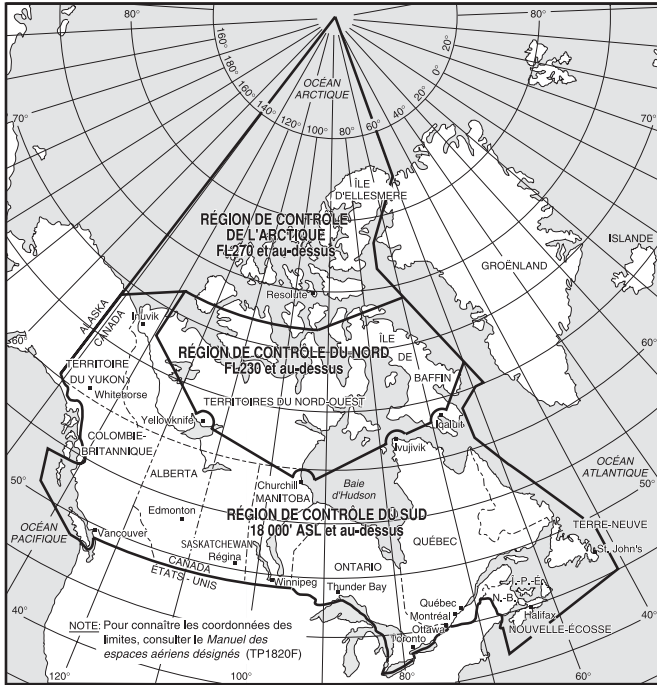 80°
160°
160°
140°
120°
100°
80°
60°
40°
20°
0°
20°
80°
OCÉAN
ARCTIQUE
70°
70°
ÎLE
D'ELLESMERE
RÉGION DE CONTRÔLE
DE L'ARCTIQUE
FL270 et au-dessus
GROËNLAND
ISLANDE
Resolute
ALASKA
CANADA
Inuvik
60°
60°
ÎLE
DE
BAFFIN
RÉGION DE CONTRÔLE DU NORD
FL230 et au-dessus
TERRITOIRE
DU YUKON
Whitehorse
TERRITOIRES DU NORD-OUEST
Yellowknife
Iqaluit
Ivujivik
COLOMBIE-
BRITANNIQUE
ALBERTA
Churchill
MANITOBA
Baie
d'Hudson
OCÉAN
ATLANTIQUE
50°
50°
RÉGION DE CONTRÔLE DU SUD
18 000' ASL et au-dessus
Edmonton
OCÉAN
PACIFIQUE
Vancouver
SASKATCHEWAN
Régina
QUÉBEC
TERRE-NEUVE
St. John's
CANADA
ÉTATS-UNIS
Winnipeg
ONTARIO
Thunder Bay
Î.-P.-E.
N.-B.
Québec
Montréal
Ottawa
Toronto
Halifax
NOUVELLE-ÉCOSSE
40°
40°
NOTE: Pour connaître les coordonnées des
limites, consulter le Manuel des
espaces aériens désignés (TP1820F)
120°
100°
80°
60°